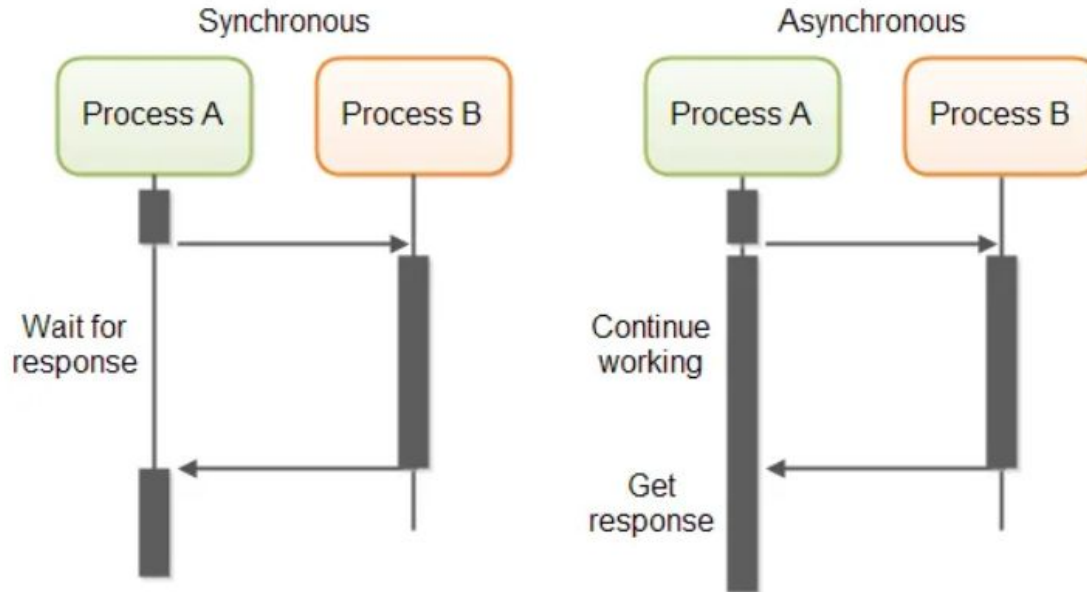 Synchronous
Asynchronous
Process A
Process B
Process A
Process B
Wait for
response
Continue
working
Get
response